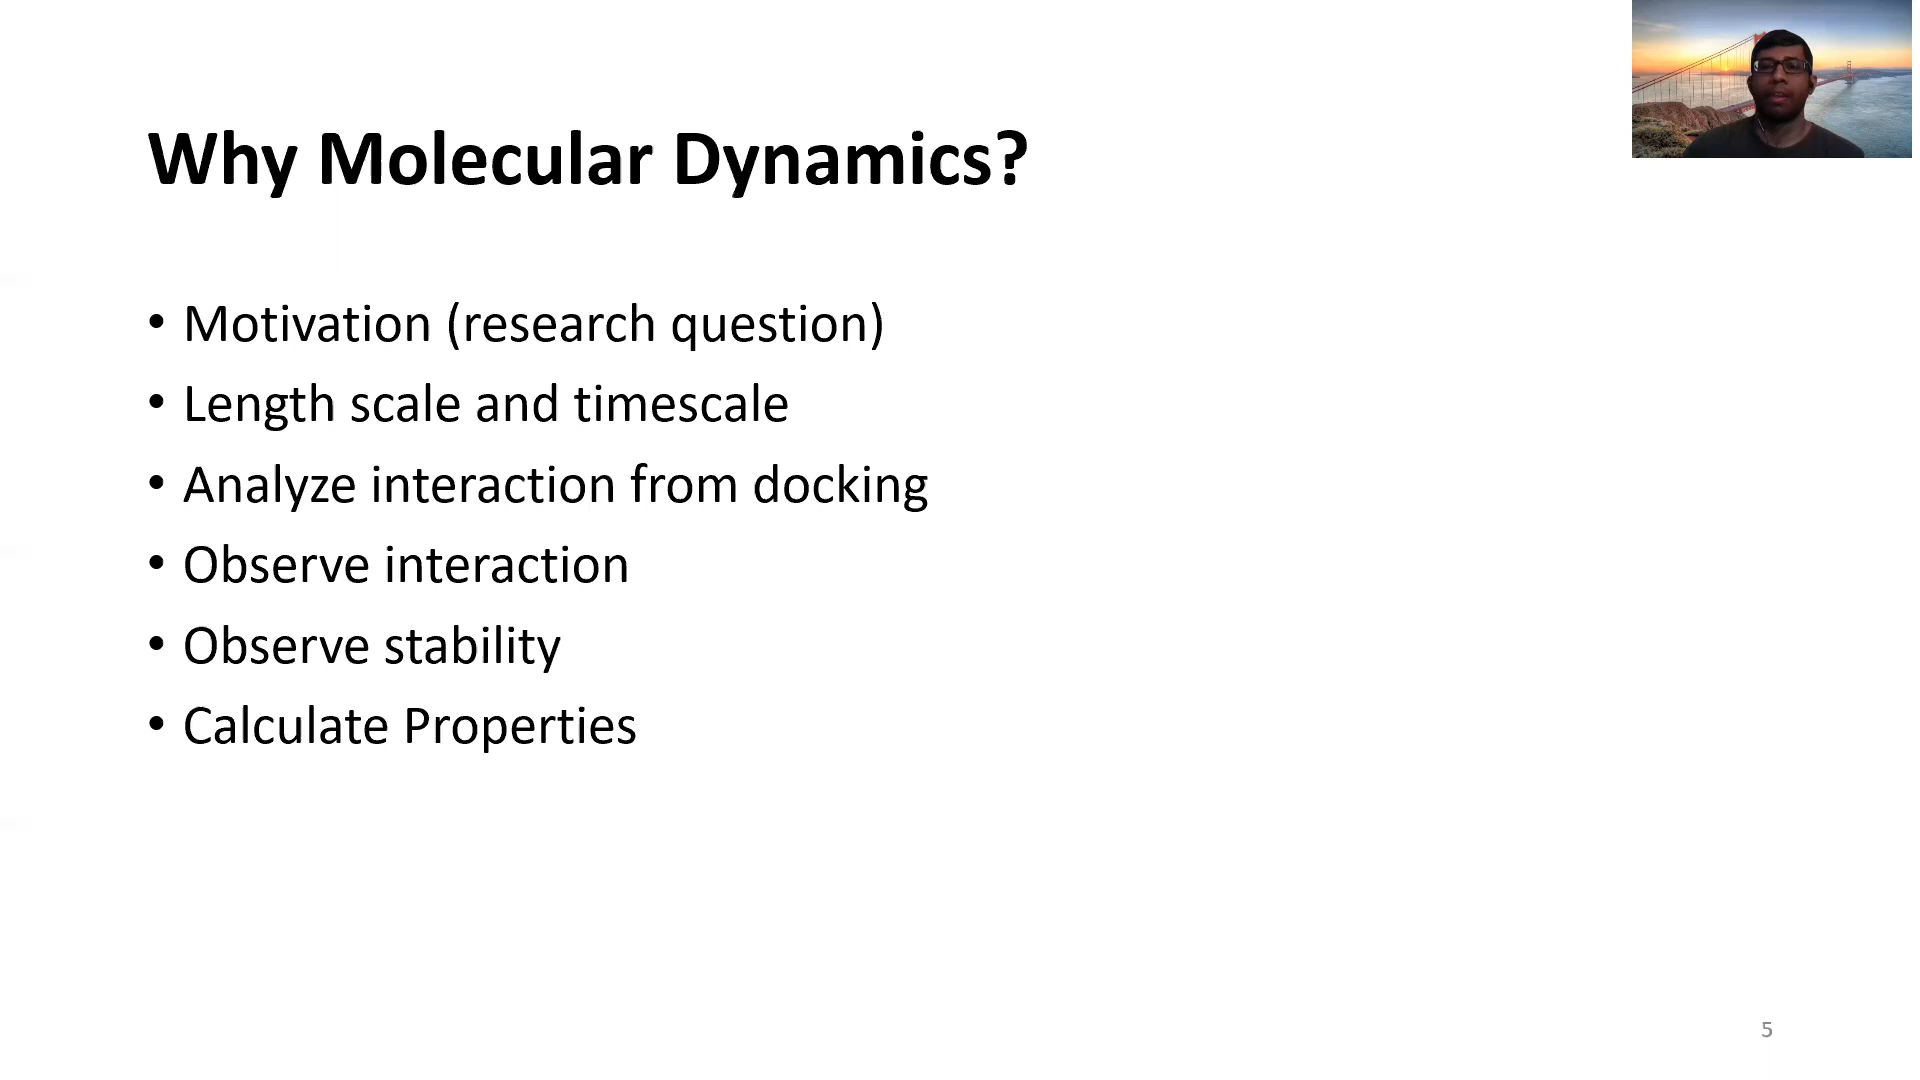 Why Molecular Dynamics?
• Motivation (research question)
• Length scale and timescale
• Analyze interaction from docking
• Observe interaction
• Observe stability
• Calculate Properties
5